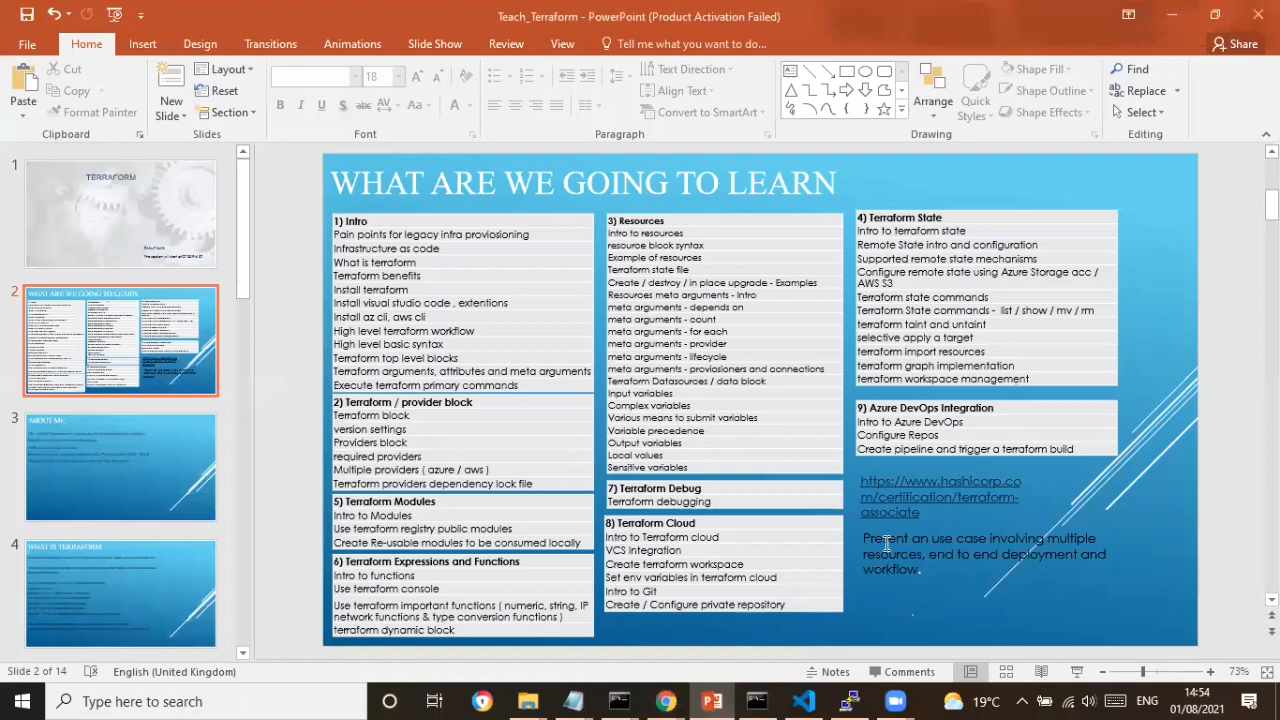 Teach_Terraform - PowerPoint (Product Activation Failed)
File
Home
Insert
Design
Transitions
Animations
Slide Show
Review
View
Tell me what you want to do...
Share
Paste
Cut
Copy
Format Painter
Clipboard
New
Slide
Layout
Reset
Section
Slides
18
Font
Text Direction
Align Text
Convert to SmartArt
Paragraph
Arrange
Quick
Styles
Shape Fill
Shape Outline
Shape Effects
Drawing
Find
Replace
Select
Editing
1
TERRAFORM
2
WHAT ARE WE GOING TO LEARN
3
ABOUT ME
4
WHAT IS TERRAFORM
WHAT ARE WE GOING TO LEARN
1) Intro
Pain points for legacy infra proviosioning
Infrastructure as code
What is terraform
Terraform benefits
Install terraform
Install visual studio code , extentions
Install az cli, aws cli
High level terraform workflow
High level basic syntax
Terraform top level blocks
Terraform arguments, attributes and meta arguments
Execute terraform primary commands
2) Terraform / provider block
Terraform block
version settings
Providers block
required providers
Multiple providers ( azure / aws )
Terraform providers dependency lock file
5) Terraform Modules
Intro to Modules
Use terraform registry public modules
Create Re-usable modules to be consumed locally
6) Terraform Expressions and Functions
Intro to functions
Use terraform console
Use terraform important functions ( numeric, string, IP
network functions & type conversion functions )
terraform dynamic block
3) Resources
Intro to resources
resource block syntax
Example of resources
Terraform state file
Create / destroy / in place upgrade - Examples
Resources meta arguments - Intro
meta arguments - depends on
meta arguments - count
meta arguments - for each
meta arguments - provider
meta arguments - lifecycle
meta arguments - proviosioners and connections
Terraform Datasources / data block
Input variables
Complex variables
Various means to submit variables
Variable precedence
Output variables
Local values
Sensitive variables
7) Terraform Debug
Terraform debugging
8) Terraform Cloud
Intro to Terraform cloud
VCS Integration
Create terraform workspace
Set env variables in terraform cloud
Intro to Git
Create / Configure private repository
4) Terraform State
Intro to terraform state
Remote State intro and configuration
Supported remote state mechanisms
Configure remote state using Azure Storage acc /
AWS S3
Terraform state commands
Terraform State commands - list / show / mv / rm
terraform taint and untaint
selective apply a target
terraform import resources
terraform graph implementation
terraform workspace management
9) Azure DevOps Integration
Intro to Azure DevOps
Configure Repos
Create pipeline and trigger a terraform build
https://www.hashicorp.co
m/certification/terraform-
associate
Present an use case involving multiple
resources, end to end deployment and
workflow.
Slide 2 of 14
English (United Kingdom)
Notes
Comments
73%
Type here to search
19°C
ENG
14:54
01/08/2021